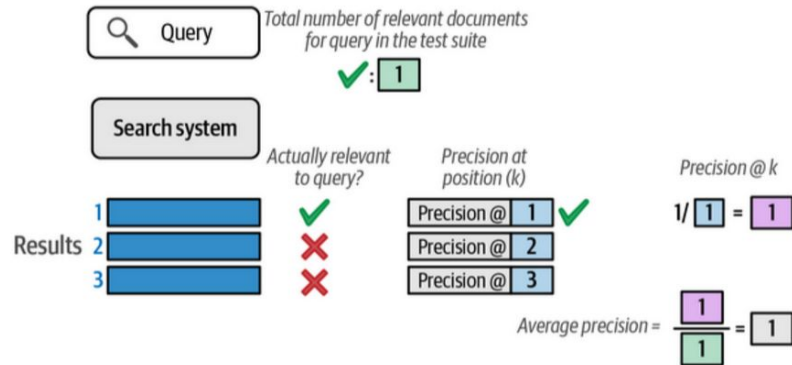 Query
Total number of relevant documents
for query in the test suite
: 1
Search system
Actually relevant
to query?
Precision at
position (k)
Precision @ k
Results
1
2
3
Precision @ 1
Precision @ 2
Precision @ 3
1/ 1 = 1
Average precision = 1 / 1 = 1